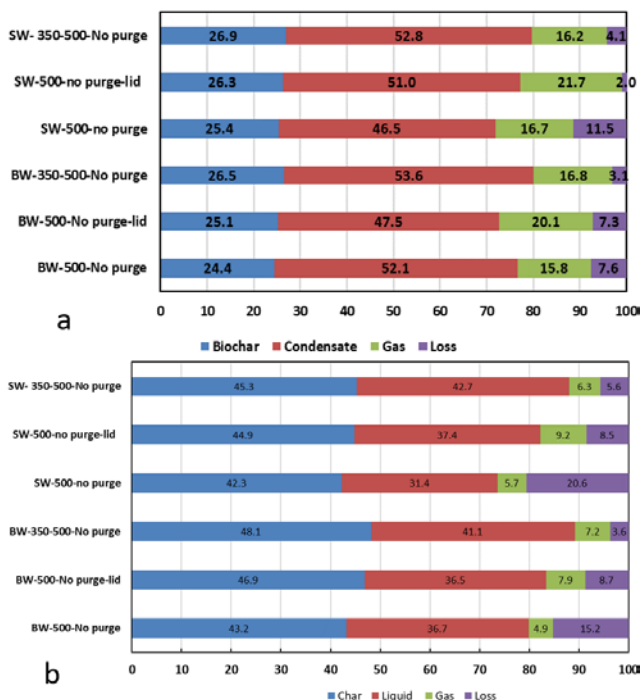 SW- 350-500-No purge 26.9 52.8 16.2 4.1
SW-500-no purge-lid 26.3 51.0 21.7 2.0
SW-500-no purge 25.4 46.5 16.7 11.5
BW-350-500-No purge 26.5 53.6 16.8 3.1
BW-500-No purge-lid 25.1 47.5 20.1 7.3
BW-500-No purge 24.4 52.1 15.8 7.6
0 10 20 30 40 50 60 70 80 90 100
a
Biochar Condensate Gas Loss
SW- 350-500-No purge 45.3 42.7 6.3 5.6
SW-500-no purge-lid 44.9 37.4 9.2 8.5
SW-500-no purge 42.3 31.4 5.7 20.6
BW-350-500-No purge 48.1 41.1 7.2 3.6
BW-500-No purge-lid 46.9 36.5 7.9 8.7
BW-500-No purge 43.2 36.7 4.9 15.2
0 10 20 30 40 50 60 70 80 90 100
b
Char Liquid Gas Loss